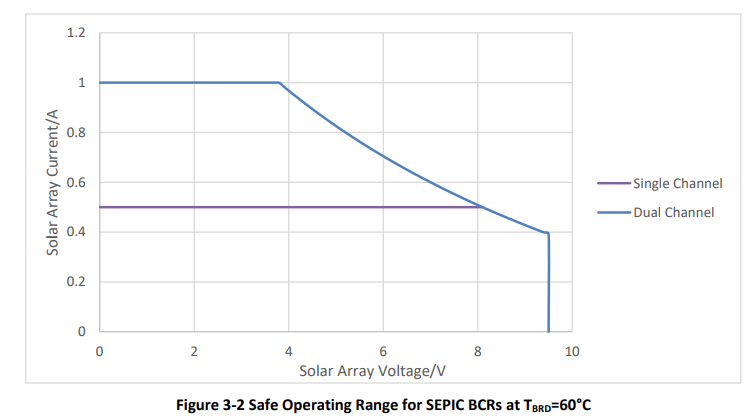 1.2
1
0.8
0.6
0.4
0.2
0
Solar Array Current/A
0 2 4 6 8 10
Solar Array Voltage/V
Single Channel
Dual Channel
Figure 3-2 Safe Operating Range for SEPIC BCRs at TBRD=60°C